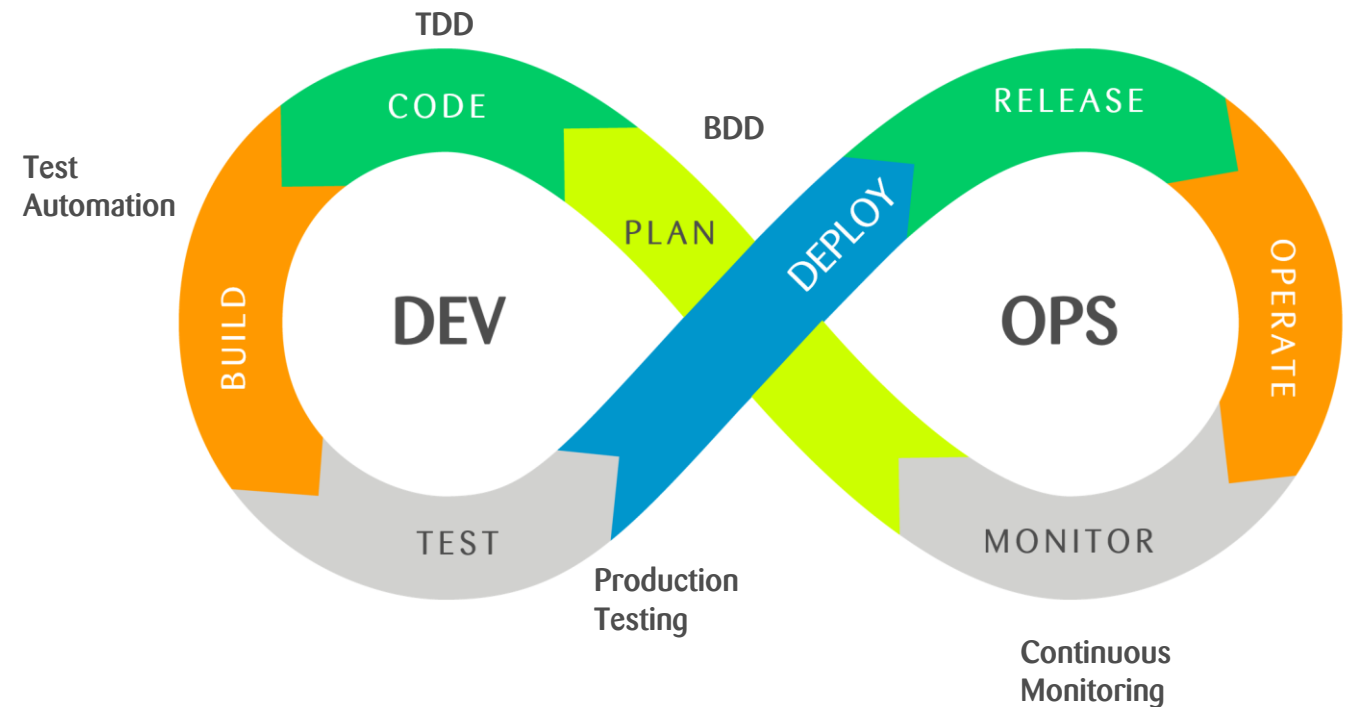 TDD
CODE
RELEASE
BDD
Test
Automation
PLAN
DEPLOY
BUILD
DEV
OPS
OPERATE
TEST
MONITOR
Production
Testing
Continuous
Monitoring